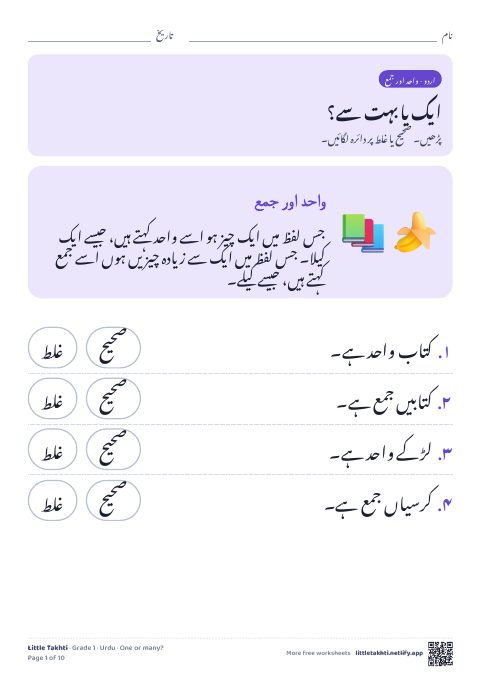 نام
تاریخ
اردو · واحد اور جمع
ایک یا بہت سے؟
پڑھیں۔ صحیح یا غلط پر دائرہ لگائیں۔
واحد اور جمع
جس لفظ میں ایک چیز ہو اسے واحد کہتے ہیں، جیسے ایک
کیلا۔ جس لفظ میں ایک سے زیادہ چیزیں ہوں اسے جمع
کہتے ہیں، جیسے کیلے۔
۱. کتاب واحد ہے۔ صحیح غلط
۲. کتابیں جمع ہے۔ صحیح غلط
۳. لڑکے واحد ہے۔ صحیح غلط
۴. کرسیاں جمع ہے۔ صحیح غلط
Little Takhti · Grade 1 · Urdu · One or many?
Page 1 of 10
More free worksheets · littletakhti.netlify.app